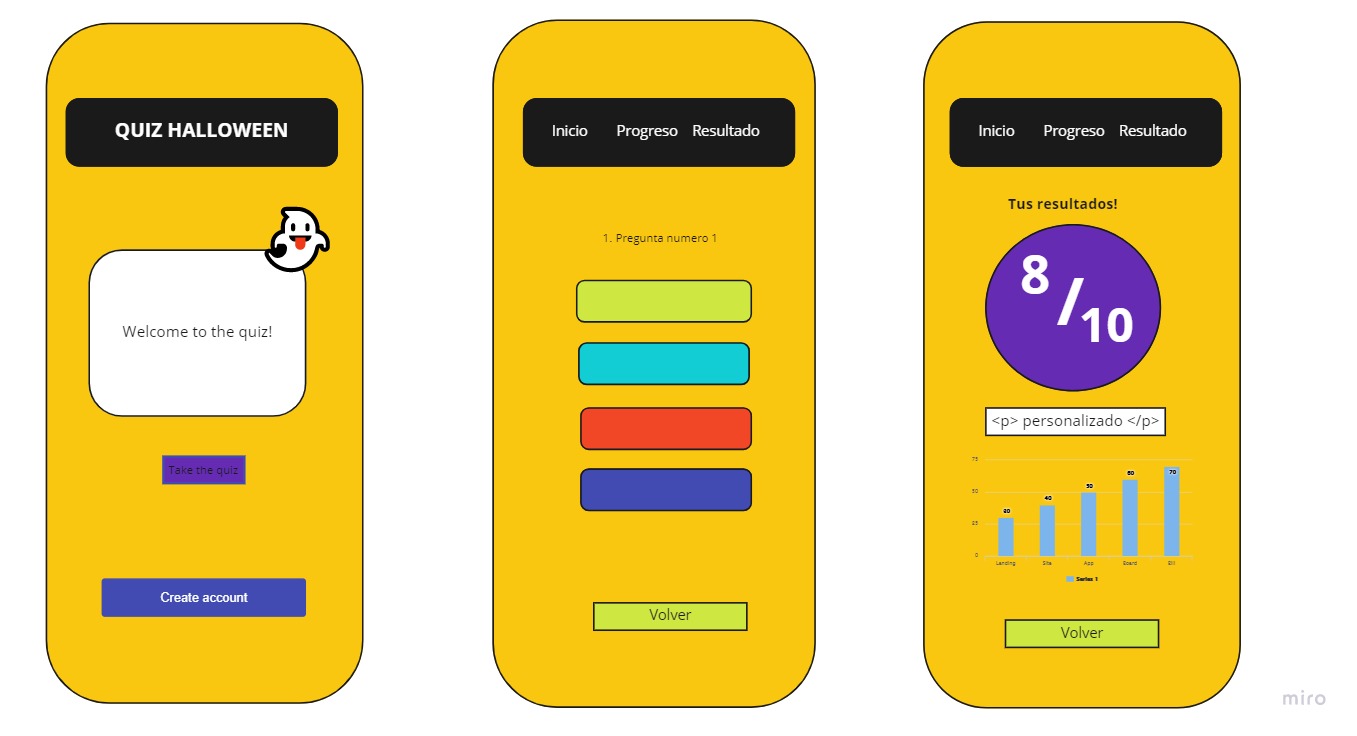 QUIZ HALLOWEEN
Welcome to the quiz!
Take the quiz
Create account
Inicio Progreso Resultado
1. Pregunta numero 1
Volver
Inicio Progreso Resultado
Tus resultados!
8/10
<p> personalizado </p>
75
50
25
0
30
40
50
60
70
Landing Site App Board Ell
Series 1
Volver
miro